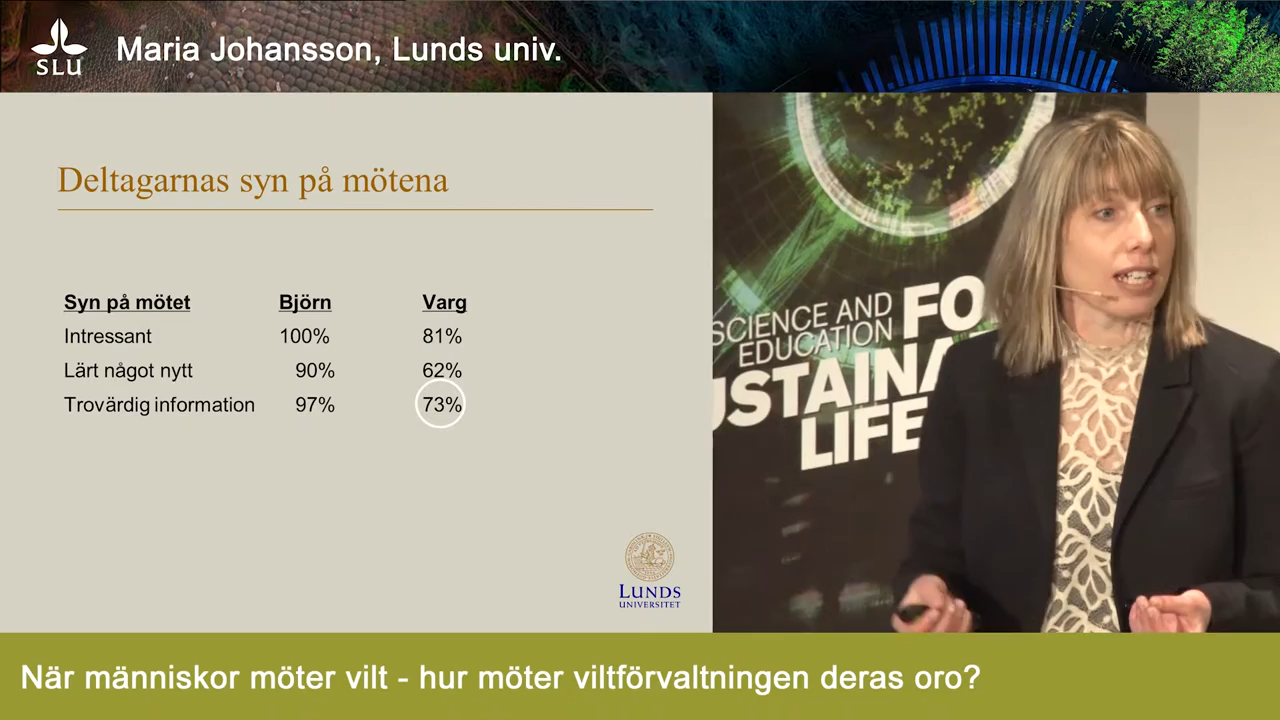 SLU
Maria Johansson, Lunds univ.
Deltagarnas syn på mötena
Syn på mötet Björn Varg
Intressant 100% 81%
Lärt något nytt 90% 62%
Trovärdig information 97% 73%
LUNDS
UNIVERSITET
SCIENCE AND
EDUCATION FO
USTAINA
LIFE
När människor möter vilt - hur möter viltförvaltningen deras oro?